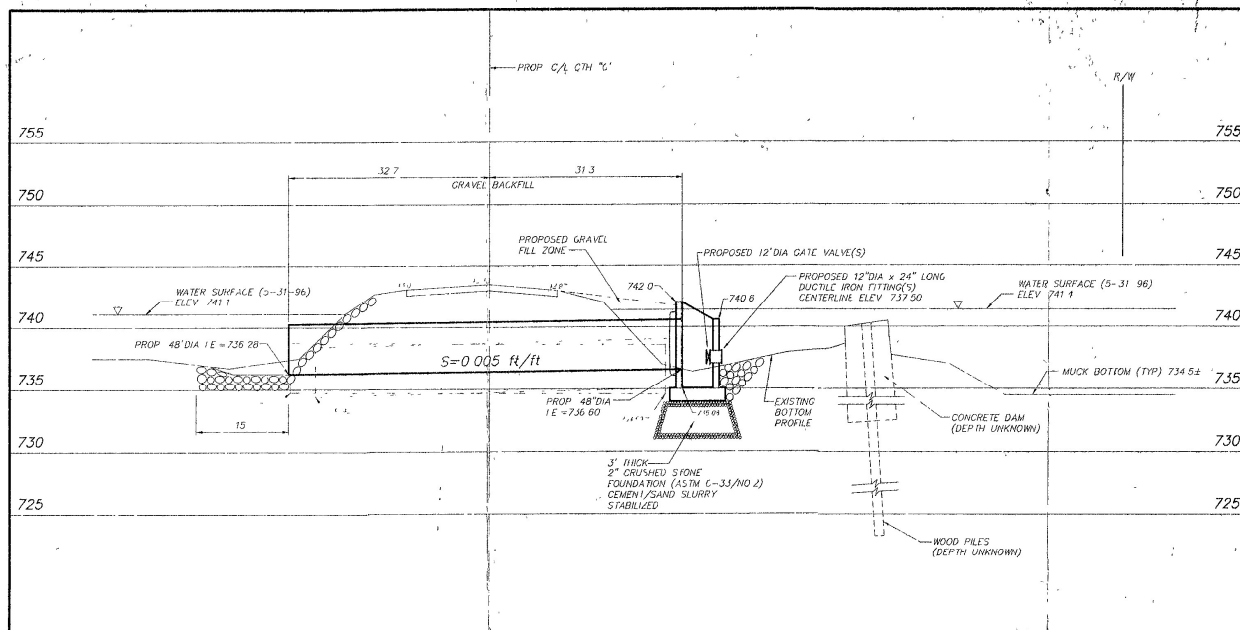 PROP C/L CTH "G"
R/W
755
755
32.7
31.3
GRAVEL BACKFILL
750
750
PROPOSED GRAVEL
FILL ZONE
PROPOSED 12"DIA GATE VALVE(S)
745
745
PROPOSED 12"DIA x 24" LONG
DUCTILE IRON FITTING(S)
CENTERLINE ELEV 737.50
WATER SURFACE (5-31-96)
ELEV 741.1
742.0
740.6
WATER SURFACE (5-31-96)
ELEV 741.4
740
740
PROP 48"DIA I.E.=736.28
S=0.005 ft/ft
735
735
MUCK BOTTOM (TYP) 734.5±
PROP 48"DIA
I.E.=736.60
EXISTING
BOTTOM
PROFILE
CONCRETE DAM
(DEPTH UNKNOWN)
15
730
730
3' THICK
2" CRUSHED STONE
FOUNDATION (ASTM C-33/NO 2)
CEMENT/SAND SLURRY
STABILIZED
725
725
WOOD PILES
(DEPTH UNKNOWN)